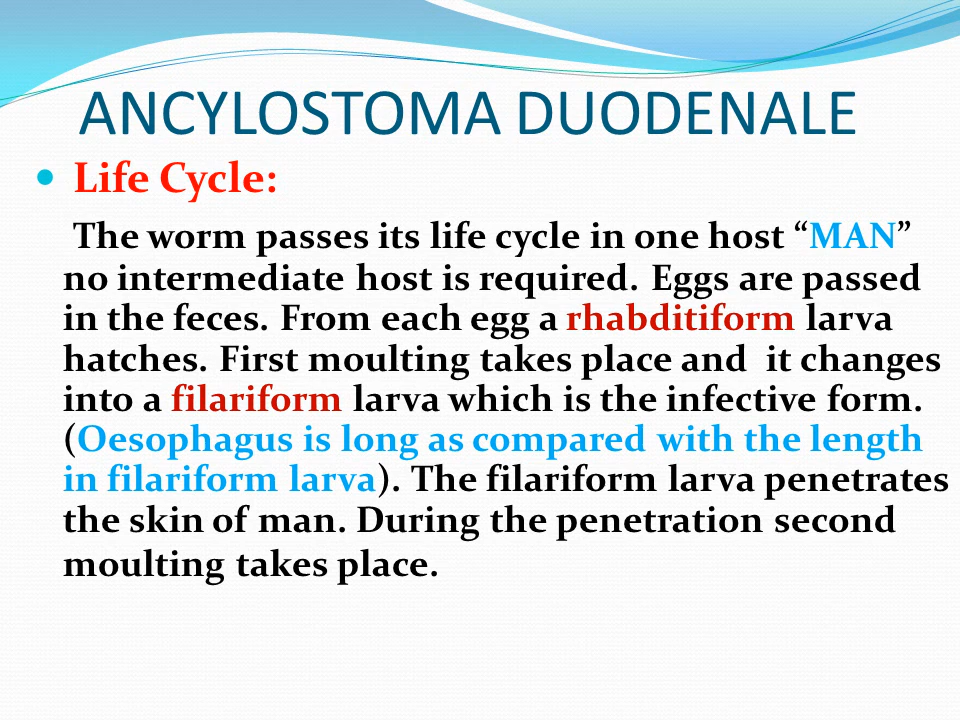 ANCYLOSTOMA DUODENALE
• Life Cycle:
The worm passes its life cycle in one host “MAN”
no intermediate host is required. Eggs are passed
in the feces. From each egg a rhabditiform larva
hatches. First moulting takes place and it changes
into a filariform larva which is the infective form.
(Oesophagus is long as compared with the length
in filariform larva). The filariform larva penetrates
the skin of man. During the penetration second
moulting takes place.